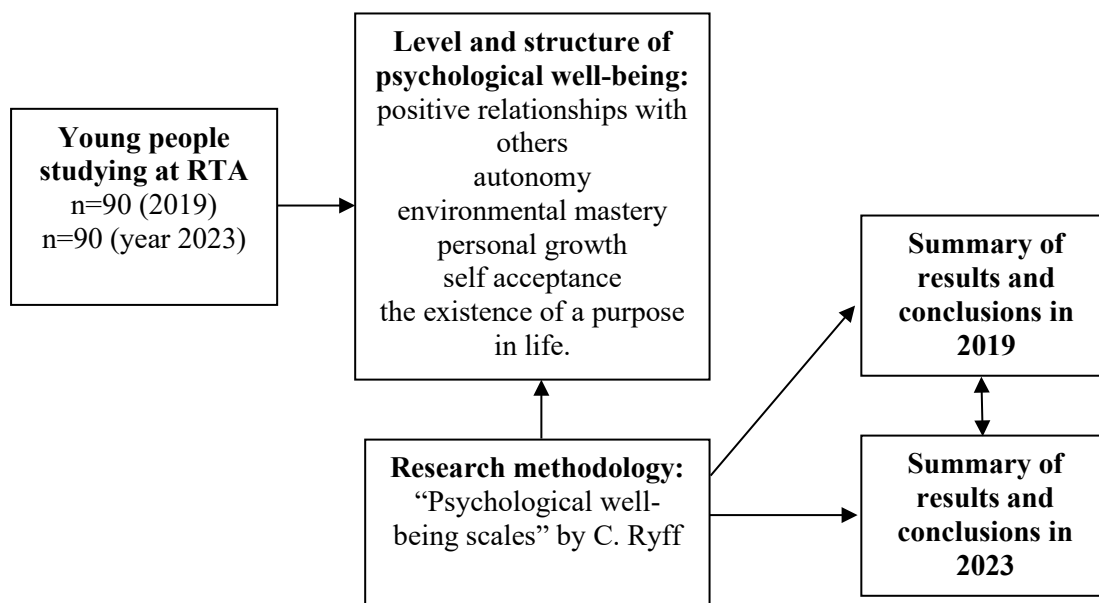 Young people
studying at RTA
n=90 (2019)
n=90 (year 2023)
Level and structure of
psychological well-being:
positive relationships with
others
autonomy
environmental mastery
personal growth
self acceptance
the existence of a purpose
in life.
Research methodology:
“Psychological well-
being scales” by C. Ryff
Summary of
results and
conclusions in
2019
Summary of
results and
conclusions in
2023